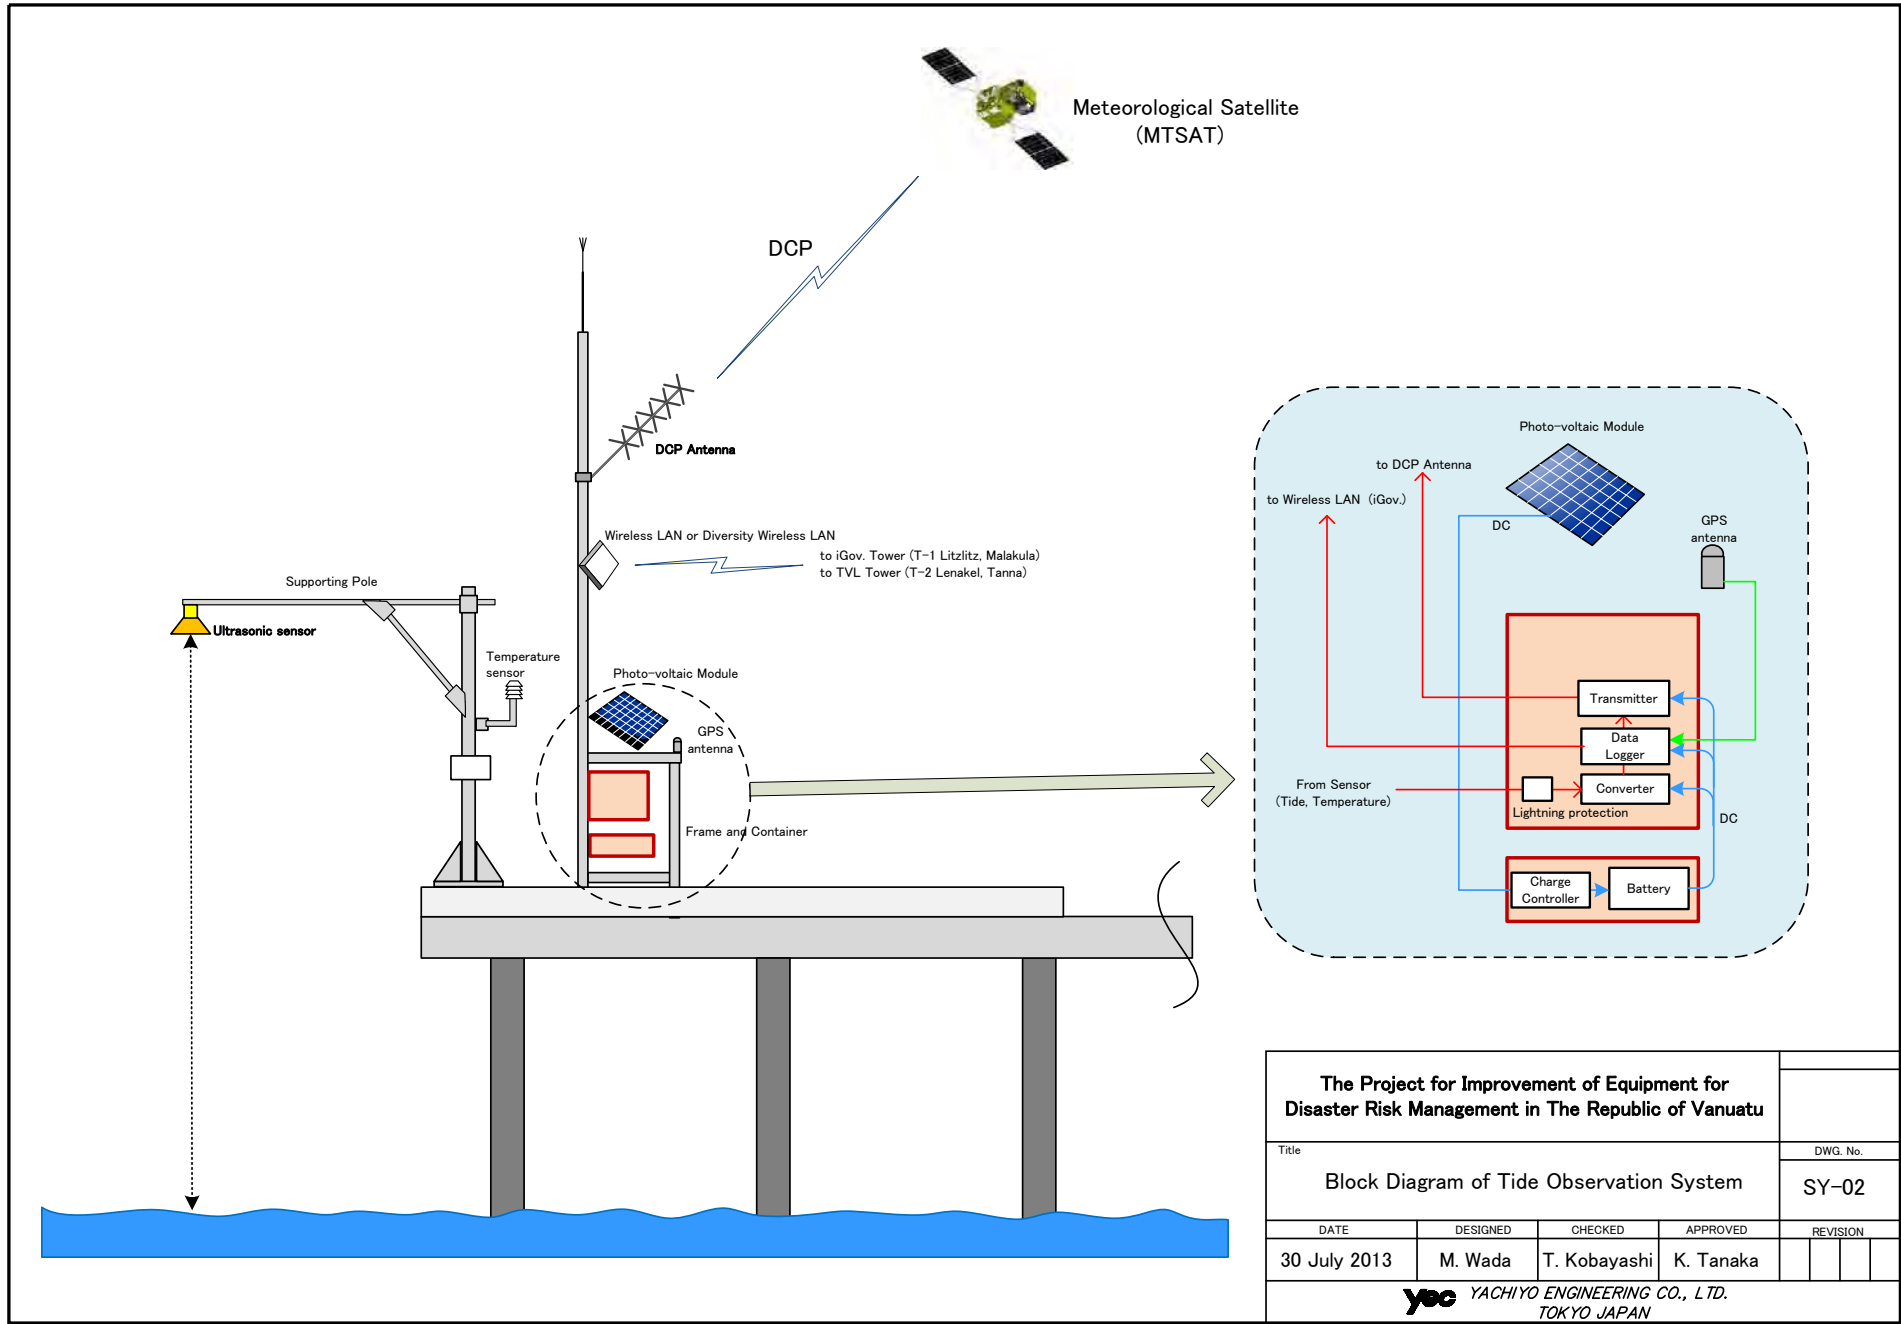 Meteorological Satellite
(MTSAT)
DCP
DCP Antenna
Wireless LAN or Diversity Wireless LAN
to iGov. Tower (T-1 Litzlitz, Malakula)
to TVL Tower (T-2 Lenakel, Tanna)
Supporting Pole
Ultrasonic sensor
Temperature
sensor
Photo-voltaic Module
GPS
antenna
Frame and Container
Photo-voltaic Module
to DCP Antenna
to Wireless LAN (iGov.)
DC
GPS
antenna
Transmitter
Data
Logger
From Sensor
(Tide, Temperature)
Converter
Lightning protection
DC
Charge
Controller
Battery
The Project for Improvement of Equipment for
Disaster Risk Management in The Republic of Vanuatu
Title
Block Diagram of Tide Observation System
DWG. No.
SY-02
DATE
DESIGNED
CHECKED
APPROVED
REVISION
30 July 2013
M. Wada
T. Kobayashi
K. Tanaka
yec YACHIYO ENGINEERING CO., LTD.
TOKYO JAPAN